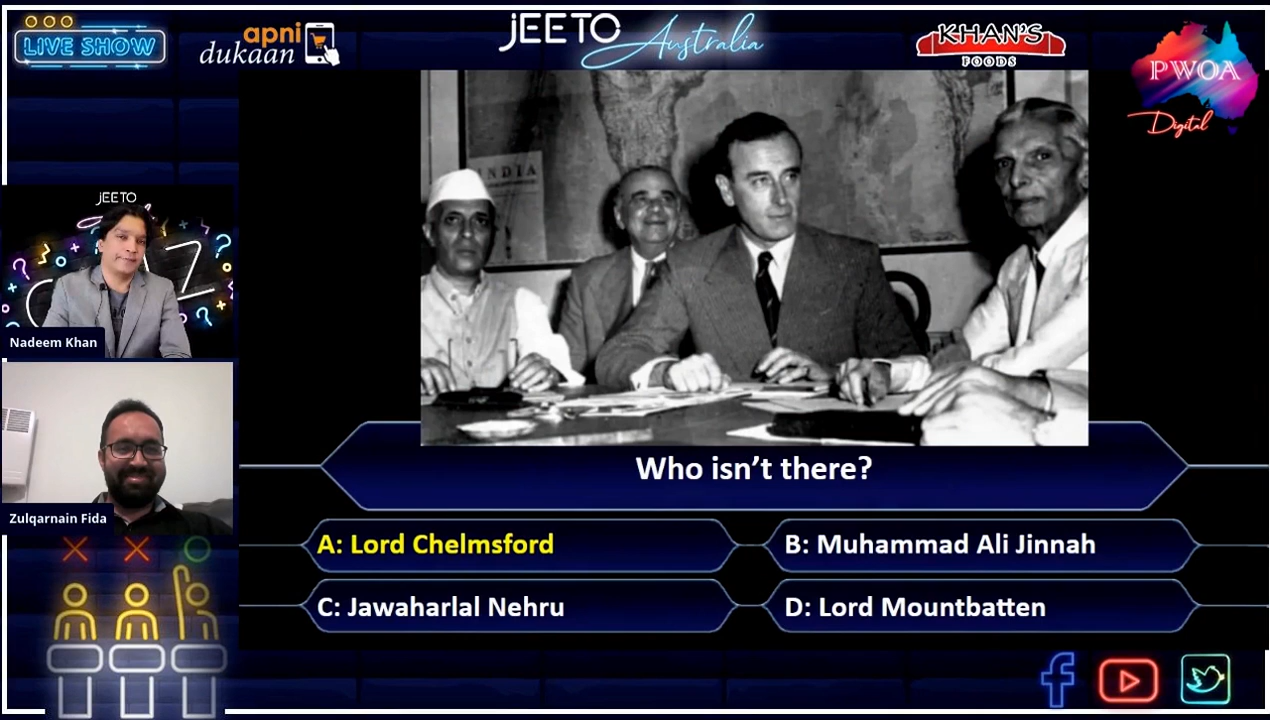 LIVE SHOW
apni
dukaan
JEETO
Australia
KHAN'S
FOODS
PWOA
Digital
INDIA
JEETO
Nadeem Khan
Zulqarnain Fida
Who isn't there?
A: Lord Chelmsford
B: Muhammad Ali Jinnah
C: Jawaharlal Nehru
D: Lord Mountbatten